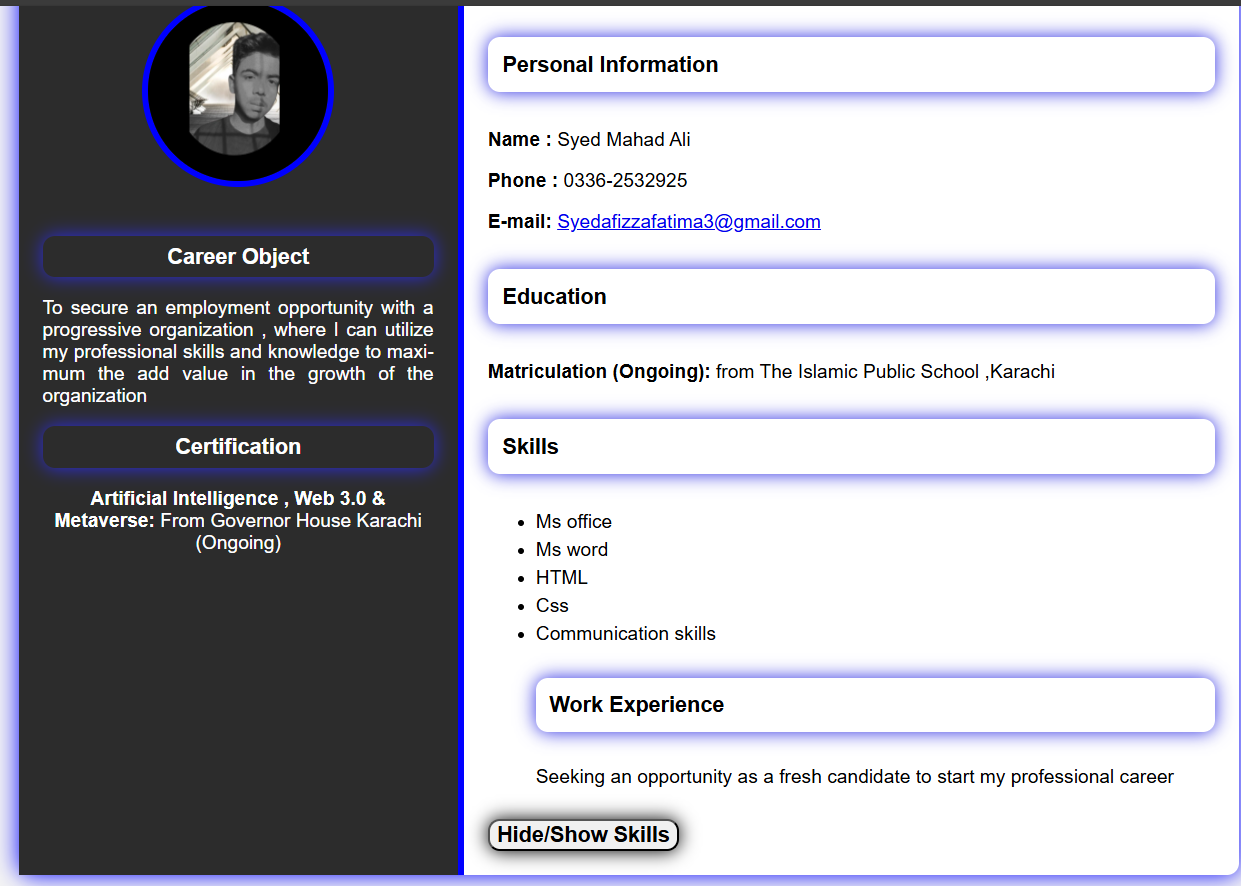 Career Object
To secure an employment opportunity with a
progressive organization , where I can utilize
my professional skills and knowledge to maxi-
mum the add value in the growth of the
organization
Certification
Artificial Intelligence , Web 3.0 &
Metaverse: From Governor House Karachi
(Ongoing)
Personal Information
Name : Syed Mahad Ali
Phone : 0336-2532925
E-mail: Syedafizzafatima3@gmail.com
Education
Matriculation (Ongoing): from The Islamic Public School ,Karachi
Skills
Ms office
Ms word
HTML
Css
Communication skills
Work Experience
Seeking an opportunity as a fresh candidate to start my professional career
Hide/Show Skills